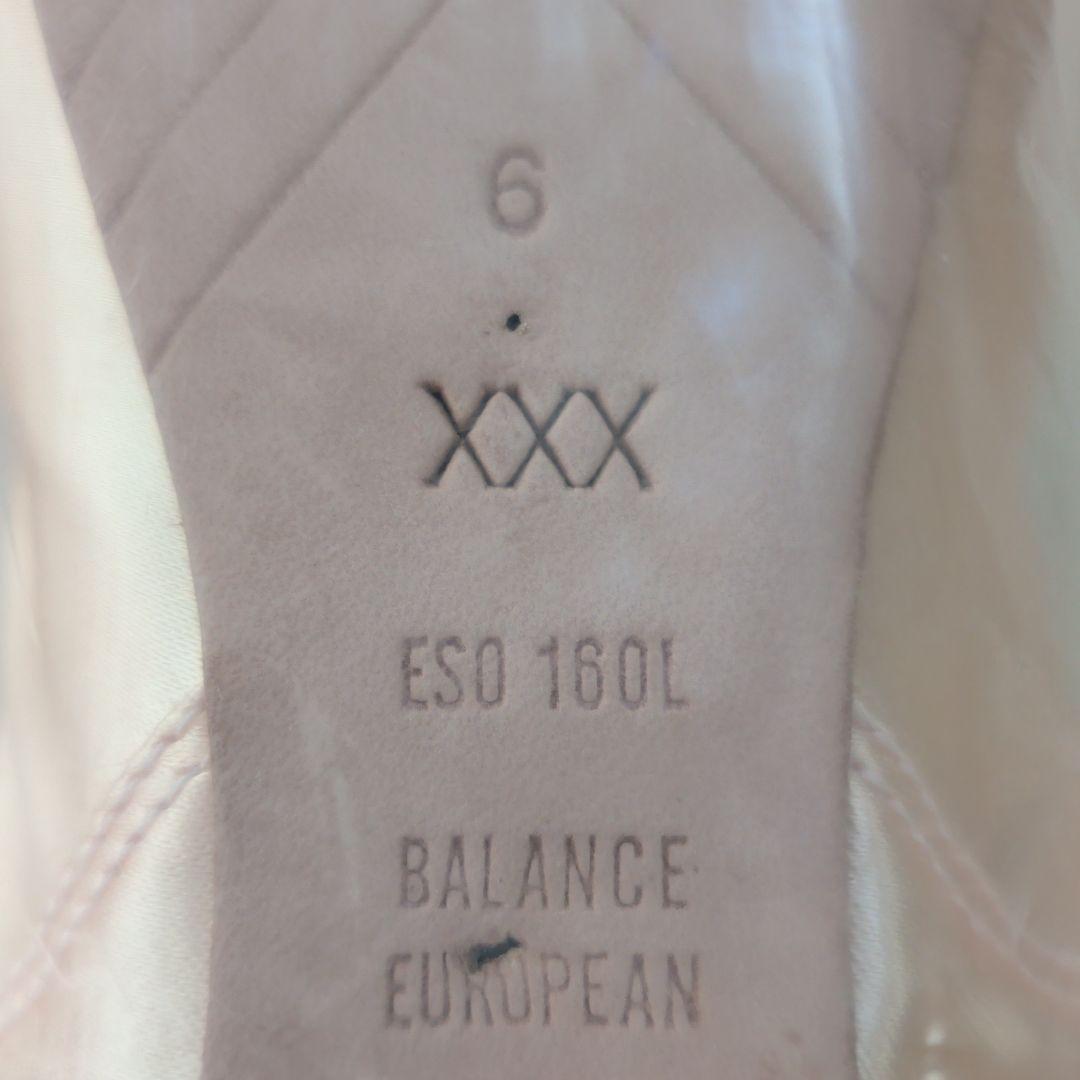 6
XXX
ES0 160L
BALANCE
EUROPEAN